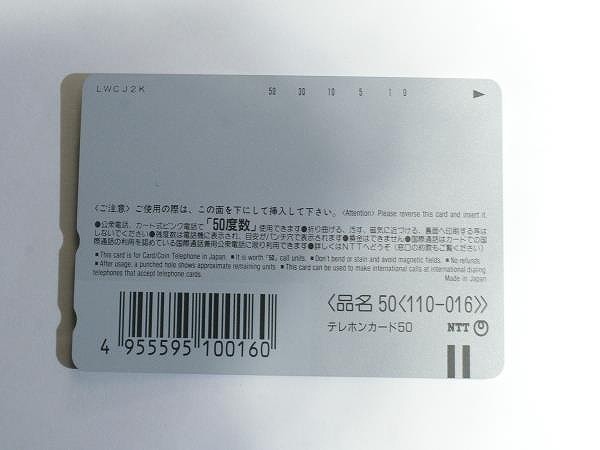 LWCJ2K
50 30 10 5 1 0
〈ご注意〉ご使用の際は、この面を下にして挿入して下さい。〈Attention〉Please reverse this card and insert it.
●公衆電話、カード式ピンク電話で「50度数」使用できます●折り曲げる、汚す、磁気に近づける、裏面へ印刷する等は
しないでください●残度数は電話機に表示され、目安がパンチ穴で表示されます●換金はできません●国際通話はカードでの国
際通話の利用を認めている国際通話兼用公衆電話に限り利用できます●詳しくはNTTへどうぞ(窓口の約款もご覧ください)
■This card is for Card/Coin Telephone in Japan. ■It is worth "50" call units. ■Don't bend or stain and avoid magnetic fields. ■No refunds.
■After usage, a punched hole shows approximate remaining units ■This card can be used to make international calls at international dialing
telephones that accept telephone cards.
Made in Japan
〈品名 50〈110-016〉〉
テレホンカード50 NTT
4 955595 100160